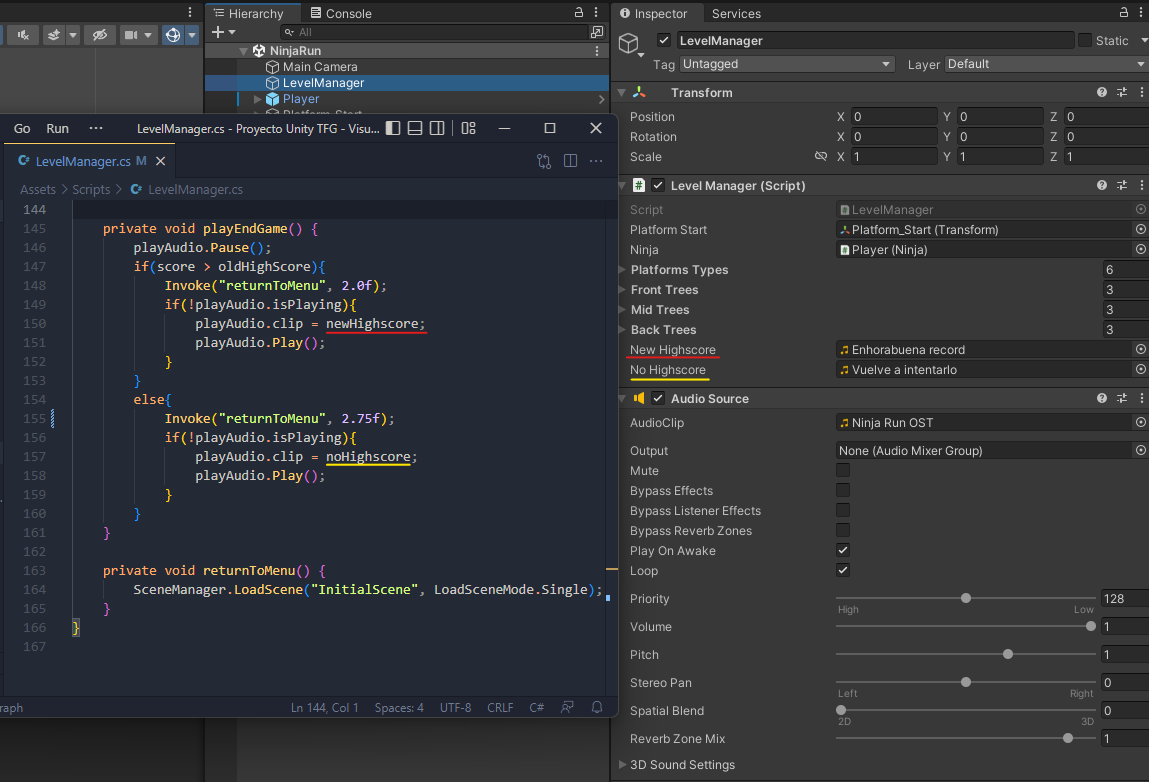 Hierarchy
Console
All
NinjaRun
Main Camera
LevelManager
Player
Platform_Start
Go Run ··· LevelManager.cs - Proyecto Unity TFG - Visu...
LevelManager.cs M
Assets > Scripts > LevelManager.cs
144
145 private void playEndGame() {
146 playAudio.Pause();
147 if(score > oldHighScore){
148 Invoke("returnToMenu", 2.0f);
149 if(!playAudio.isPlaying){
150 playAudio.clip = newHighscore;
151 playAudio.Play();
152 }
153 }
154 else{
155 Invoke("returnToMenu", 2.75f);
156 if(!playAudio.isPlaying){
157 playAudio.clip = noHighscore;
158 playAudio.Play();
159 }
160 }
161 }
162
163 private void returnToMenu() {
164 SceneManager.LoadScene("InitialScene", LoadSceneMode.Single);
165 }
166 }
167
raph Ln 144, Col 1 Spaces: 4 UTF-8 CRLF C#
Inspector Services
LevelManager Static
Tag Untagged Layer Default
Transform
Position X 0 Y 0 Z 0
Rotation X 0 Y 0 Z 0
Scale X 1 Y 1 Z 1
# Level Manager (Script)
Script LevelManager
Platform Start Platform_Start (Transform)
Ninja Player (Ninja)
Platforms Types 6
Front Trees 3
Mid Trees 3
Back Trees 3
New Highscore Enhorabuena record
No Highscore Vuelve a intentarlo
Audio Source
AudioClip Ninja Run OST
Output None (Audio Mixer Group)
Mute
Bypass Effects
Bypass Listener Effects
Bypass Reverb Zones
Play On Awake
Loop
Priority 128
High Low
Volume 1
Pitch 1
Stereo Pan 0
Left Right
Spatial Blend 0
2D 3D
Reverb Zone Mix 1
3D Sound Settings